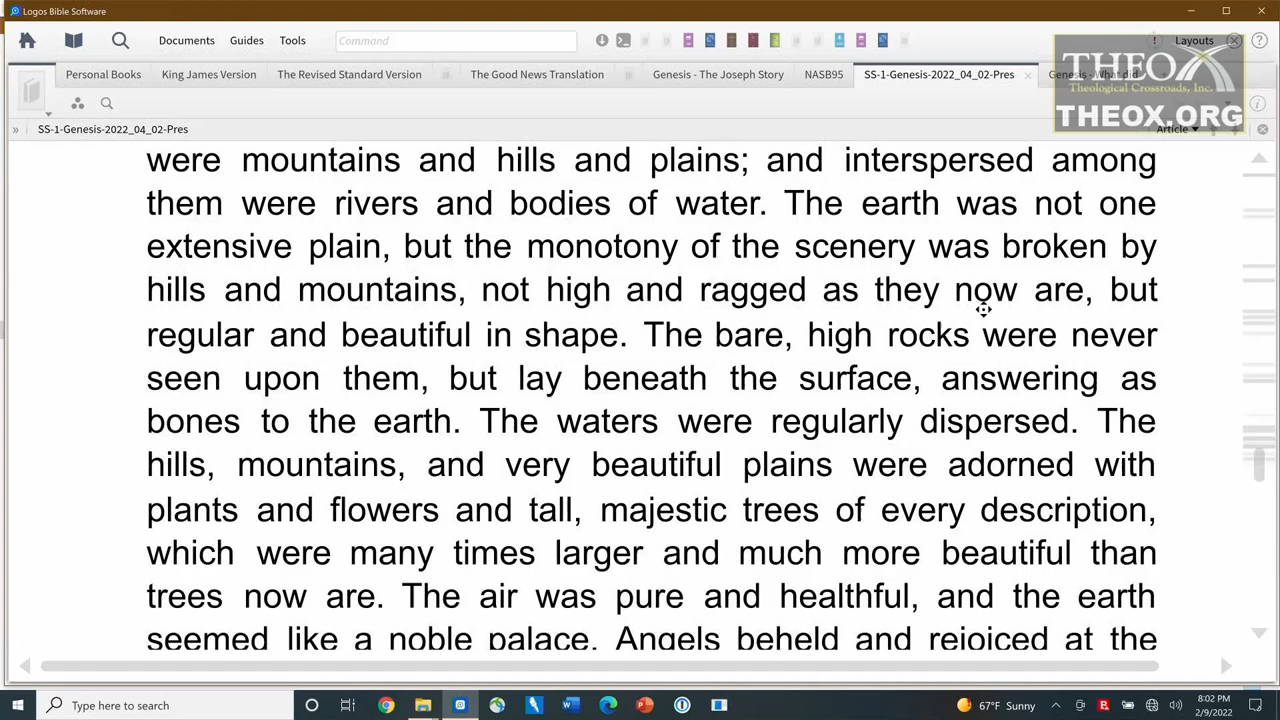 Logos Bible Software
Documents Guides Tools Command Layouts
THEOX
Theological Crossroads, Inc.
THEOX.ORG
Personal Books King James Version The Revised Standard Version The Good News Translation Genesis - The Joseph Story NASB95 SS-1-Genesis-2022_04_02-Pres Genesis - What did
SS-1-Genesis-2022_04_02-Pres Article
were mountains and hills and plains; and interspersed among
them were rivers and bodies of water. The earth was not one
extensive plain, but the monotony of the scenery was broken by
hills and mountains, not high and ragged as they now are, but
regular and beautiful in shape. The bare, high rocks were never
seen upon them, but lay beneath the surface, answering as
bones to the earth. The waters were regularly dispersed. The
hills, mountains, and very beautiful plains were adorned with
plants and flowers and tall, majestic trees of every description,
which were many times larger and much more beautiful than
trees now are. The air was pure and healthful, and the earth
seemed like a noble palace. Angels beheld and rejoiced at the
Type here to search
67°F Sunny
8:02 PM
2/9/2022